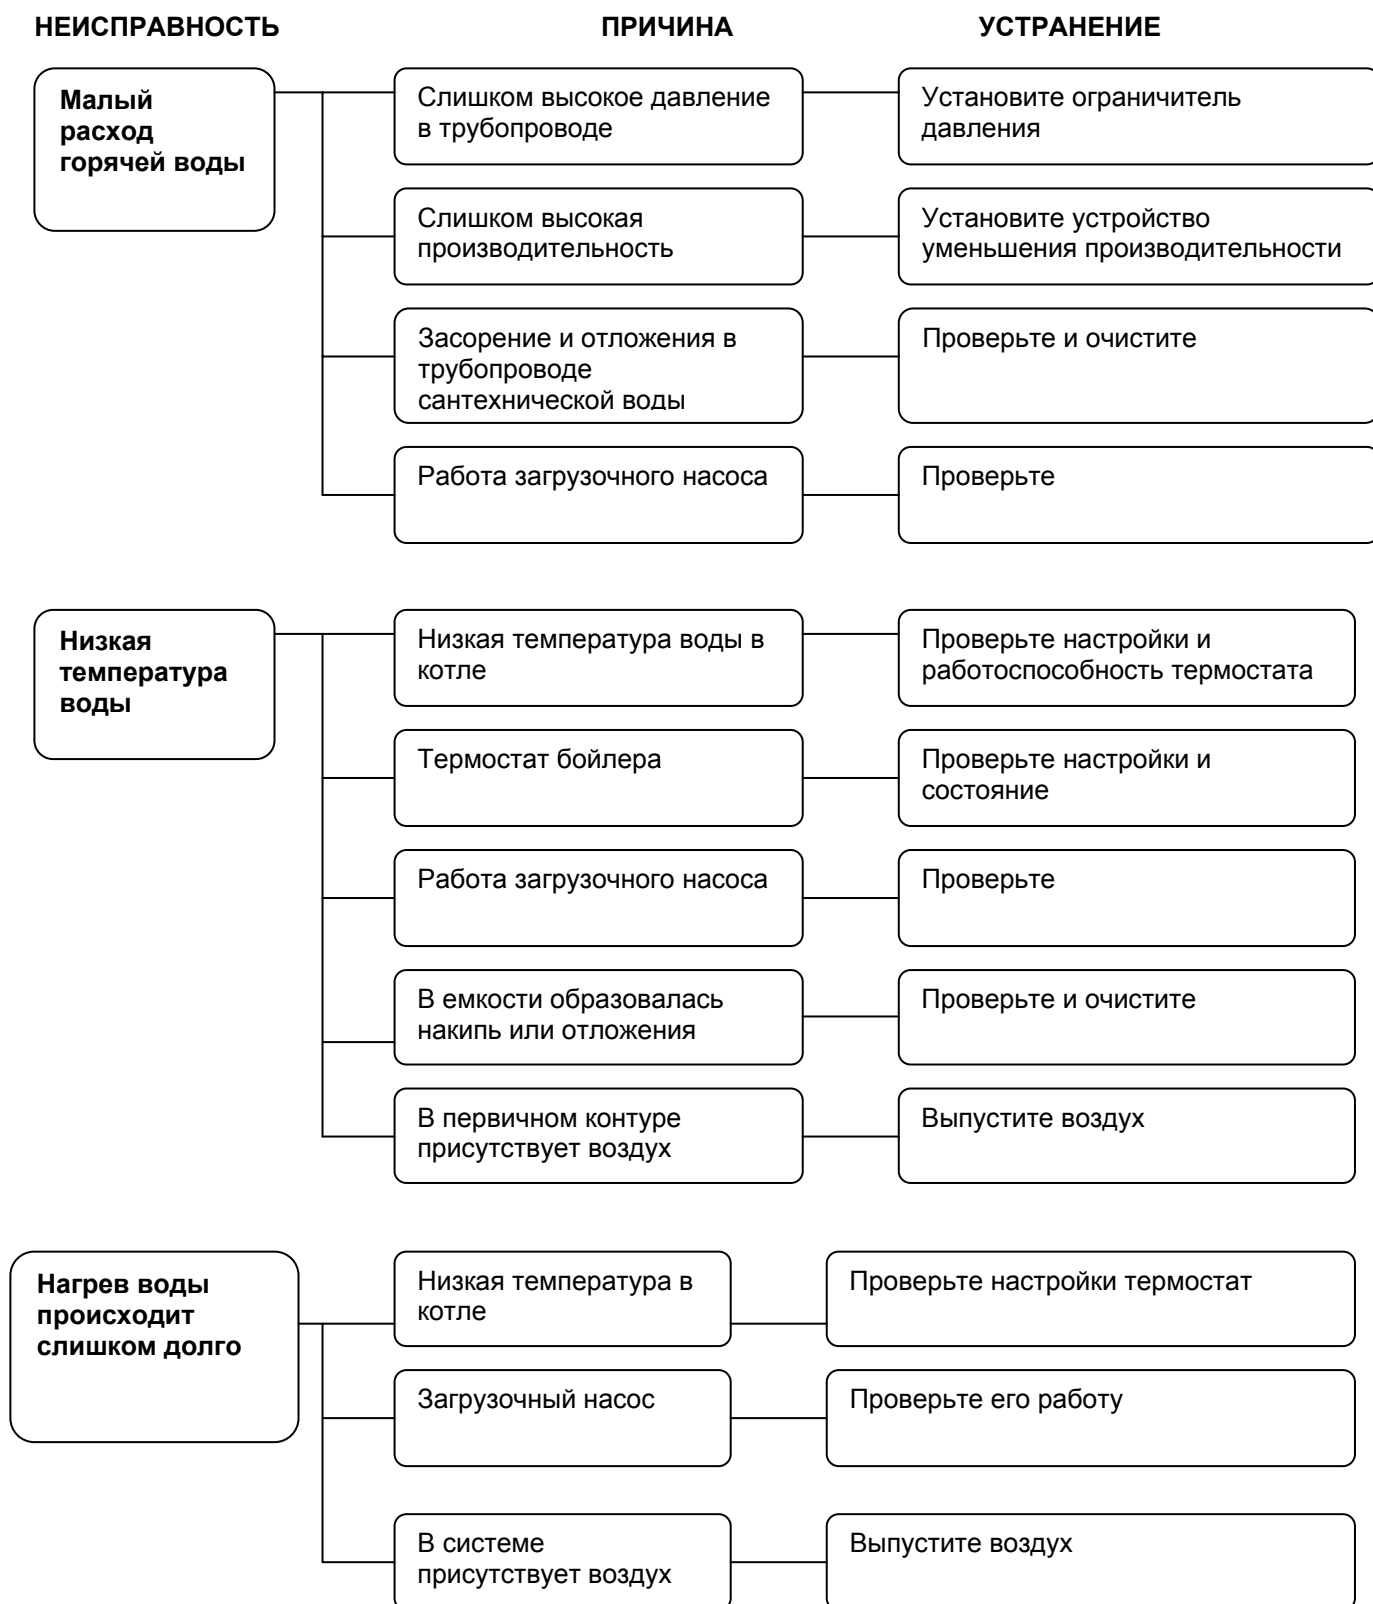 НЕИСПРАВНОСТЬ ПРИЧИНА УСТРАНЕНИЕ
Малый
расход
горячей воды
Слишком высокое давление
в трубопроводе
Установите ограничитель
давления
Слишком высокая
производительность
Установите устройство
уменьшения производительности
Засорение и отложения в
трубопроводе
сантехнической воды
Проверьте и очистите
Работа загрузочного насоса
Проверьте
Низкая
температура
воды
Низкая температура воды в
котле
Проверьте настройки и
работоспособность термостата
Термостат бойлера
Проверьте настройки и
состояние
Работа загрузочного насоса
Проверьте
В емкости образовалась
накипь или отложения
Проверьте и очистите
В первичном контуре
присутствует воздух
Выпустите воздух
Нагрев воды
происходит
слишком долго
Низкая температура в
котле
Проверьте настройки термостат
Загрузочный насос
Проверьте его работу
В системе
присутствует воздух
Выпустите воздух